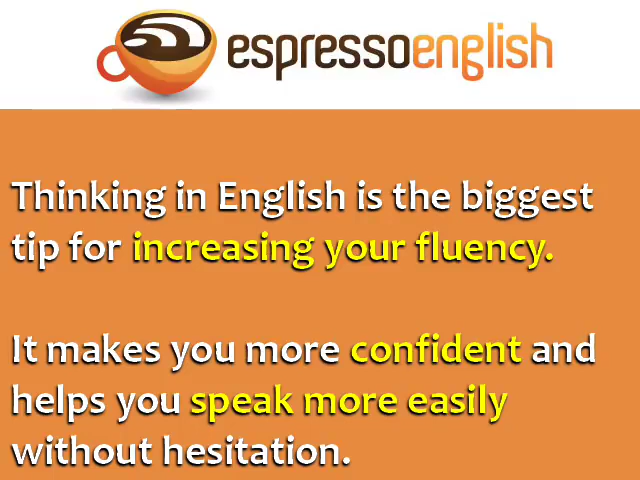 espressoenglish
Thinking in English is the biggest
tip for increasing your fluency.
It makes you more confident and
helps you speak more easily
without hesitation.